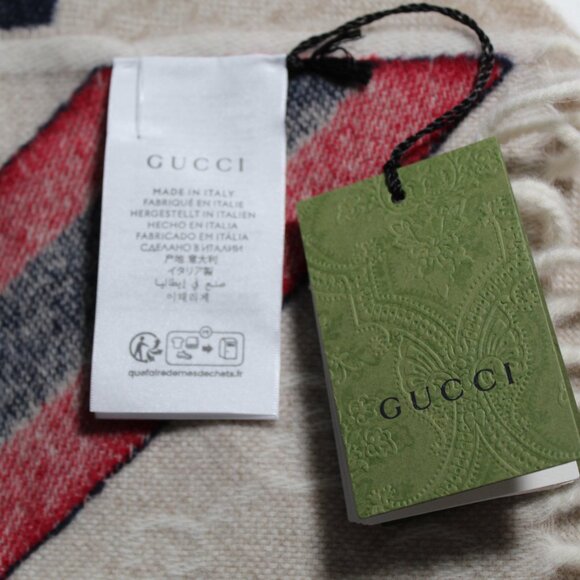 GUCCI
MADE IN ITALY
FABRIQUÉ EN ITALIE
HERGESTELLT IN ITALIEN
HECHO EN ITALIA
FABRICADO EM ITÁLIA
СДЕЛАНО В ИТАЛИИ
产地 意大利
イタリア製
صنع في إيطاليا
이태리제
quefairedemesdechets.fr
GUCCI